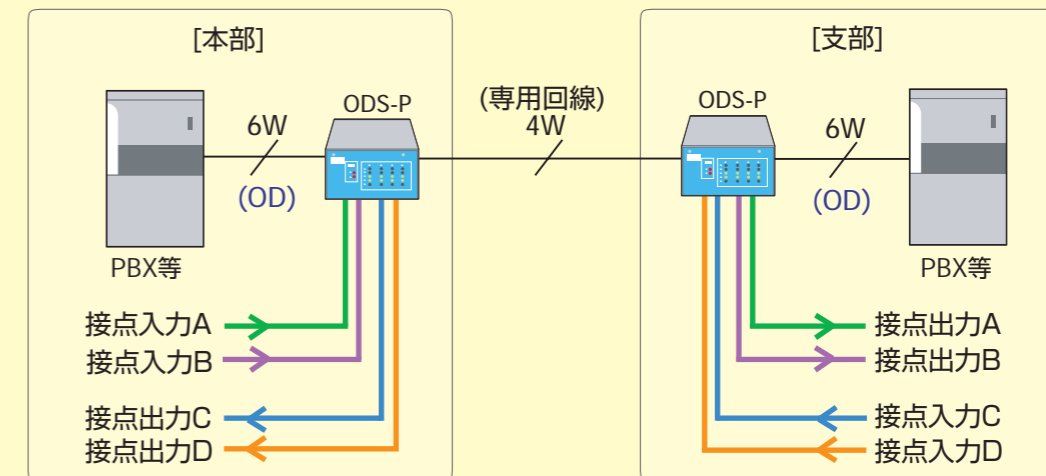 [本部]
[支部]
ODS-P
(専用回線)
ODS-P
6W
4W
6W
(OD)
(OD)
PBX等
PBX等
接点入力A
接点出力A
接点入力B
接点出力B
接点出力C
接点入力C
接点出力D
接点入力D